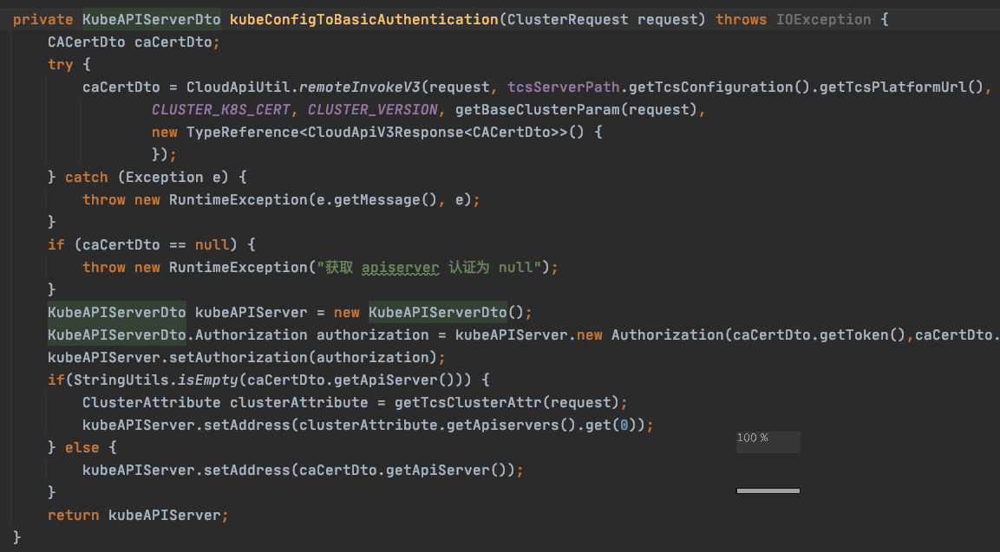 private KubeAPIServerDto kubeConfigToBasicAuthentication(ClusterRequest request) throws IOException {
    CACertDto caCertDto;
    try {
        caCertDto = CloudApiUtil.remoteInvokeV3(request, tcsServerPath.getTcsConfiguration().getTcsPlatformUrl(),
                CLUSTER_K8S_CERT, CLUSTER_VERSION, getBaseClusterParam(request),
                new TypeReference<CloudApiV3Response<CACertDto>>() {
                });
    } catch (Exception e) {
        throw new RuntimeException(e.getMessage(), e);
    }
    if (caCertDto == null) {
        throw new RuntimeException("获取 apiserver 认证为 null");
    }
    KubeAPIServerDto kubeAPIServer = new KubeAPIServerDto();
    KubeAPIServerDto.Authorization authorization = kubeAPIServer.new Authorization(caCertDto.getToken(),caCertDto.
    kubeAPIServer.setAuthorization(authorization);
    if(StringUtils.isEmpty(caCertDto.getApiServer())) {
        ClusterAttribute clusterAttribute = getTcsClusterAttr(request);
        kubeAPIServer.setAddress(clusterAttribute.getApiservers().get(0));
100 %
    } else {
        kubeAPIServer.setAddress(caCertDto.getApiServer());
    }
    return kubeAPIServer;
}